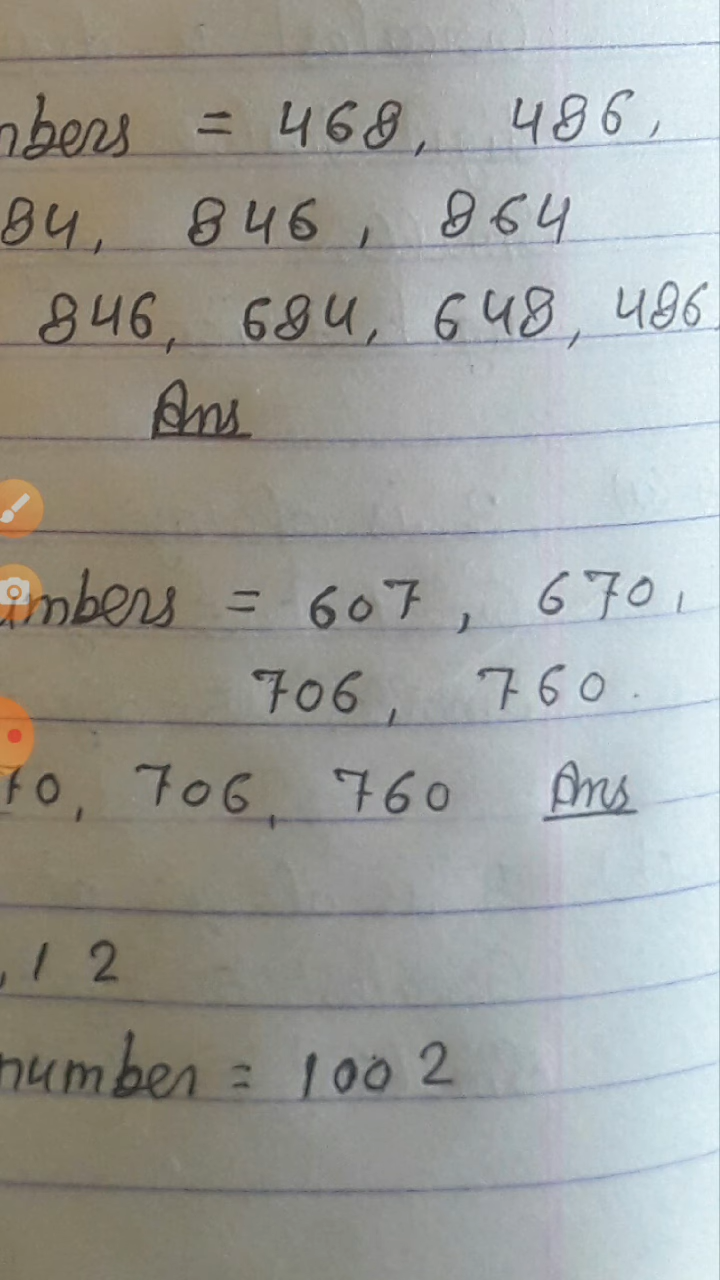 nbers = 468, 486,
84, 846, 864
846, 684, 648, 486
Ans
umbers = 607, 670,
706, 760.
70, 706, 760 Ans
, 1 2
number = 1002